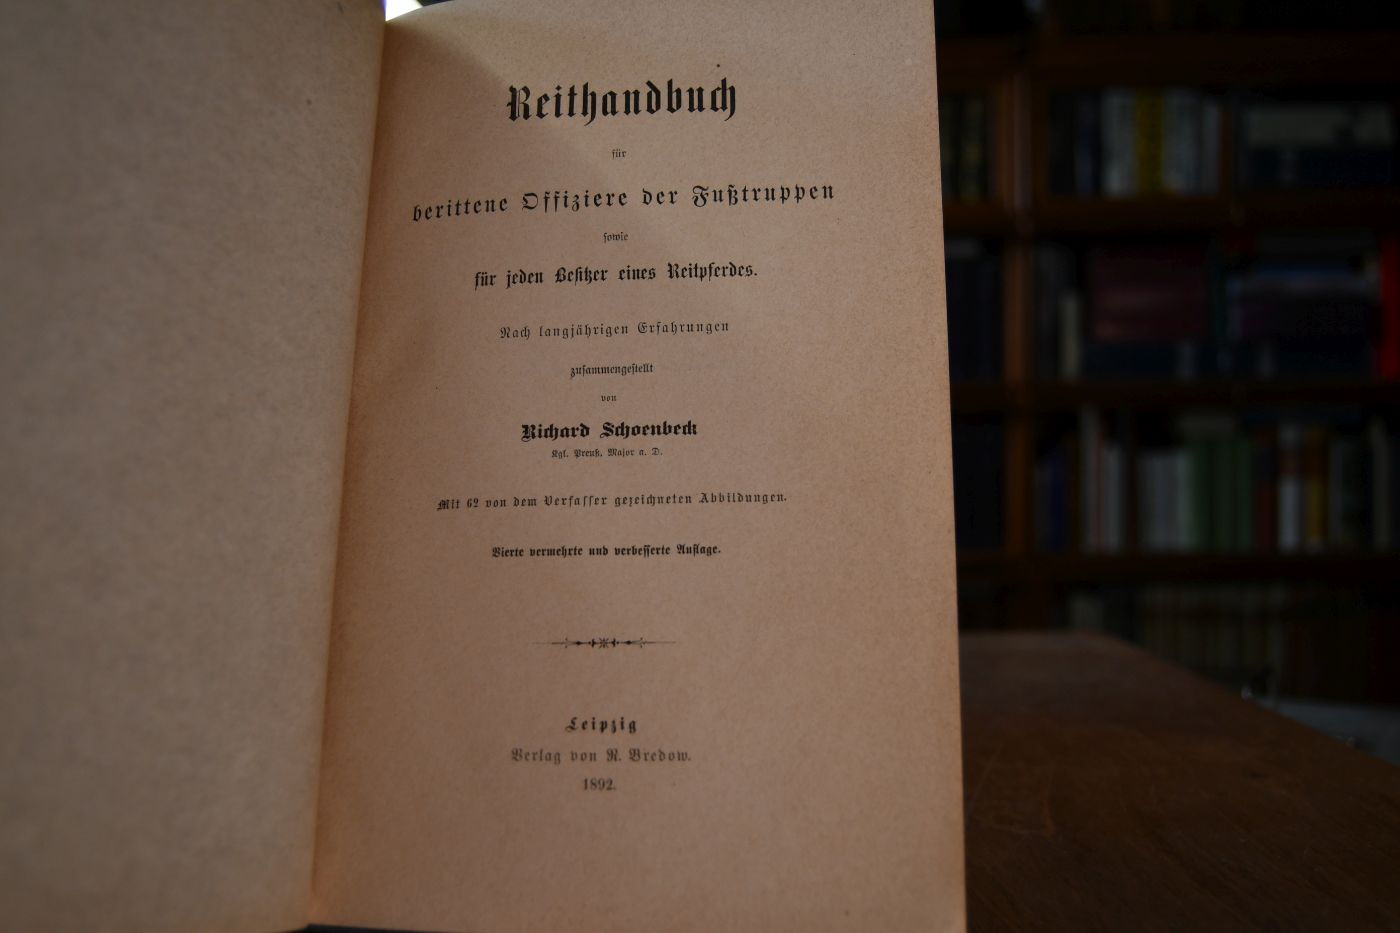 Reithandbuch
für
berittene Offiziere der Fußtruppen
sowie
für jeden Besitzer eines Reitpferdes.
Nach langjährigen Erfahrungen
zusammengestellt
von
Richard Schoenbeck
Kgl. Preuß. Major a. D.
Mit 62 von dem Verfasser gezeichneten Abbildungen.
Vierte vermehrte und verbesserte Auflage.
Leipzig
Verlag von R. Bredow.
1892.